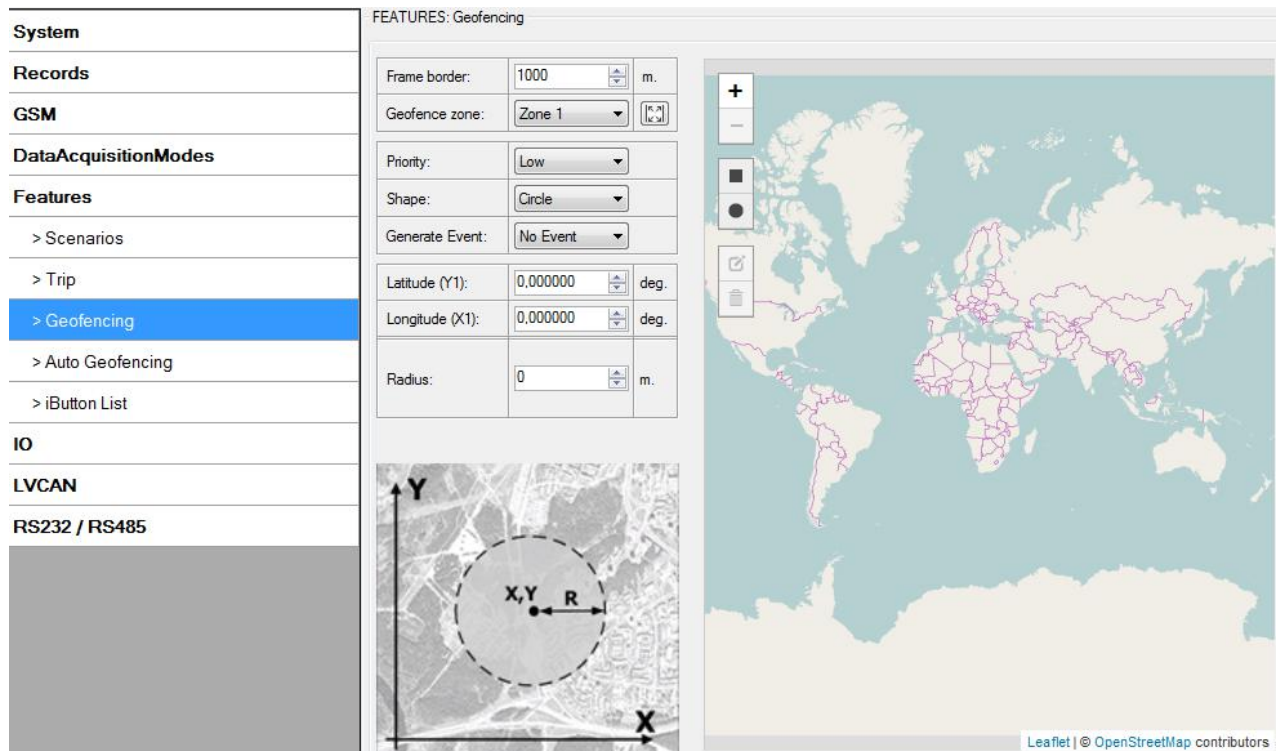 System
Records
GSM
DataAcquisitionModes
Features
> Scenarios
> Trip
> Geofencing
> Auto Geofencing
> iButton List
IO
LVCAN
RS232 / RS485
FEATURES: Geofencing
Frame border: 1000 m.
Geofence zone: Zone 1
Priority: Low
Shape: Circle
Generate Event: No Event
Latitude (Y1): 0,000000 deg.
Longitude (X1): 0,000000 deg.
Radius: 0 m.
Y
X,Y R
X
+
−
Leaflet | © OpenStreetMap contributors